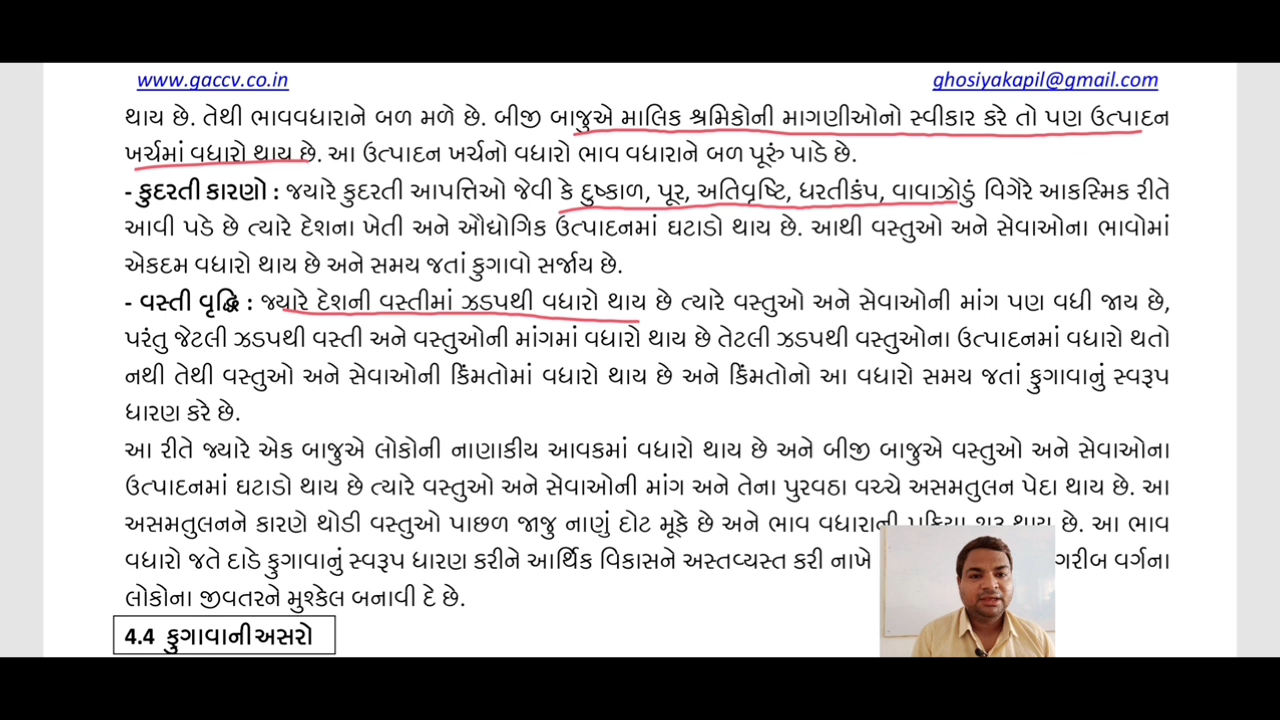 www.gaccv.co.in ghosiyakapil@gmail.com
થાય છે. તેથી ભાવવધારાને બળ મળે છે. બીજી બાજુએ માલિક શ્રમિકોની માગણીઓનો સ્વીકાર કરે તો પણ ઉત્પાદન
ખર્ચમાં વધારો થાય છે. આ ઉત્પાદન ખર્ચનો વધારો ભાવ વધારાને બળ પૂરું પાડે છે.
- કુદરતી કારણો : જ્યારે કુદરતી આપત્તિઓ જેવી કે દુષ્કાળ, પૂર, અતિવૃષ્ટિ, ધરતીકંપ, વાવાઝોડું વિગેરે આકસ્મિક રીતે
આવી પડે છે ત્યારે દેશના ખેતી અને ઔદ્યોગિક ઉત્પાદનમાં ઘટાડો થાય છે. આથી વસ્તુઓ અને સેવાઓના ભાવોમાં
એકદમ વધારો થાય છે અને સમય જતાં ફુગાવો સર્જાય છે.
- વસ્તી વૃદ્ધિ : જ્યારે દેશની વસ્તીમાં ઝડપથી વધારો થાય છે ત્યારે વસ્તુઓ અને સેવાઓની માંગ પણ વધી જાય છે,
પરંતુ જેટલી ઝડપથી વસ્તી અને વસ્તુઓની માંગમાં વધારો થાય છે તેટલી ઝડપથી વસ્તુઓના ઉત્પાદનમાં વધારો થતો
નથી તેથી વસ્તુઓ અને સેવાઓની કિંમતોમાં વધારો થાય છે અને કિંમતોનો આ વધારો સમય જતાં ફુગાવાનું સ્વરૂપ
ધારણ કરે છે.
આ રીતે જ્યારે એક બાજુએ લોકોની નાણાકીય આવકમાં વધારો થાય છે અને બીજી બાજુએ વસ્તુઓ અને સેવાઓના
ઉત્પાદનમાં ઘટાડો થાય છે ત્યારે વસ્તુઓ અને સેવાઓની માંગ અને તેના પુરવઠા વચ્ચે અસમતુલન પેદા થાય છે. આ
અસમતુલનને કારણે થોડી વસ્તુઓ પાછળ જાજુ નાણું દોટ મૂકે છે અને ભાવ વધારાની છે. આ ભાવ
વધારો જતે દાડે ફુગાવાનું સ્વરૂપ ધારણ કરીને આર્થિક વિકાસને અસ્તવ્યસ્ત કરી નાખે ગરીબ વર્ગના
લોકોના જીવતરને મુશ્કેલ બનાવી દે છે.
4.4 ફુગાવાની અસરો